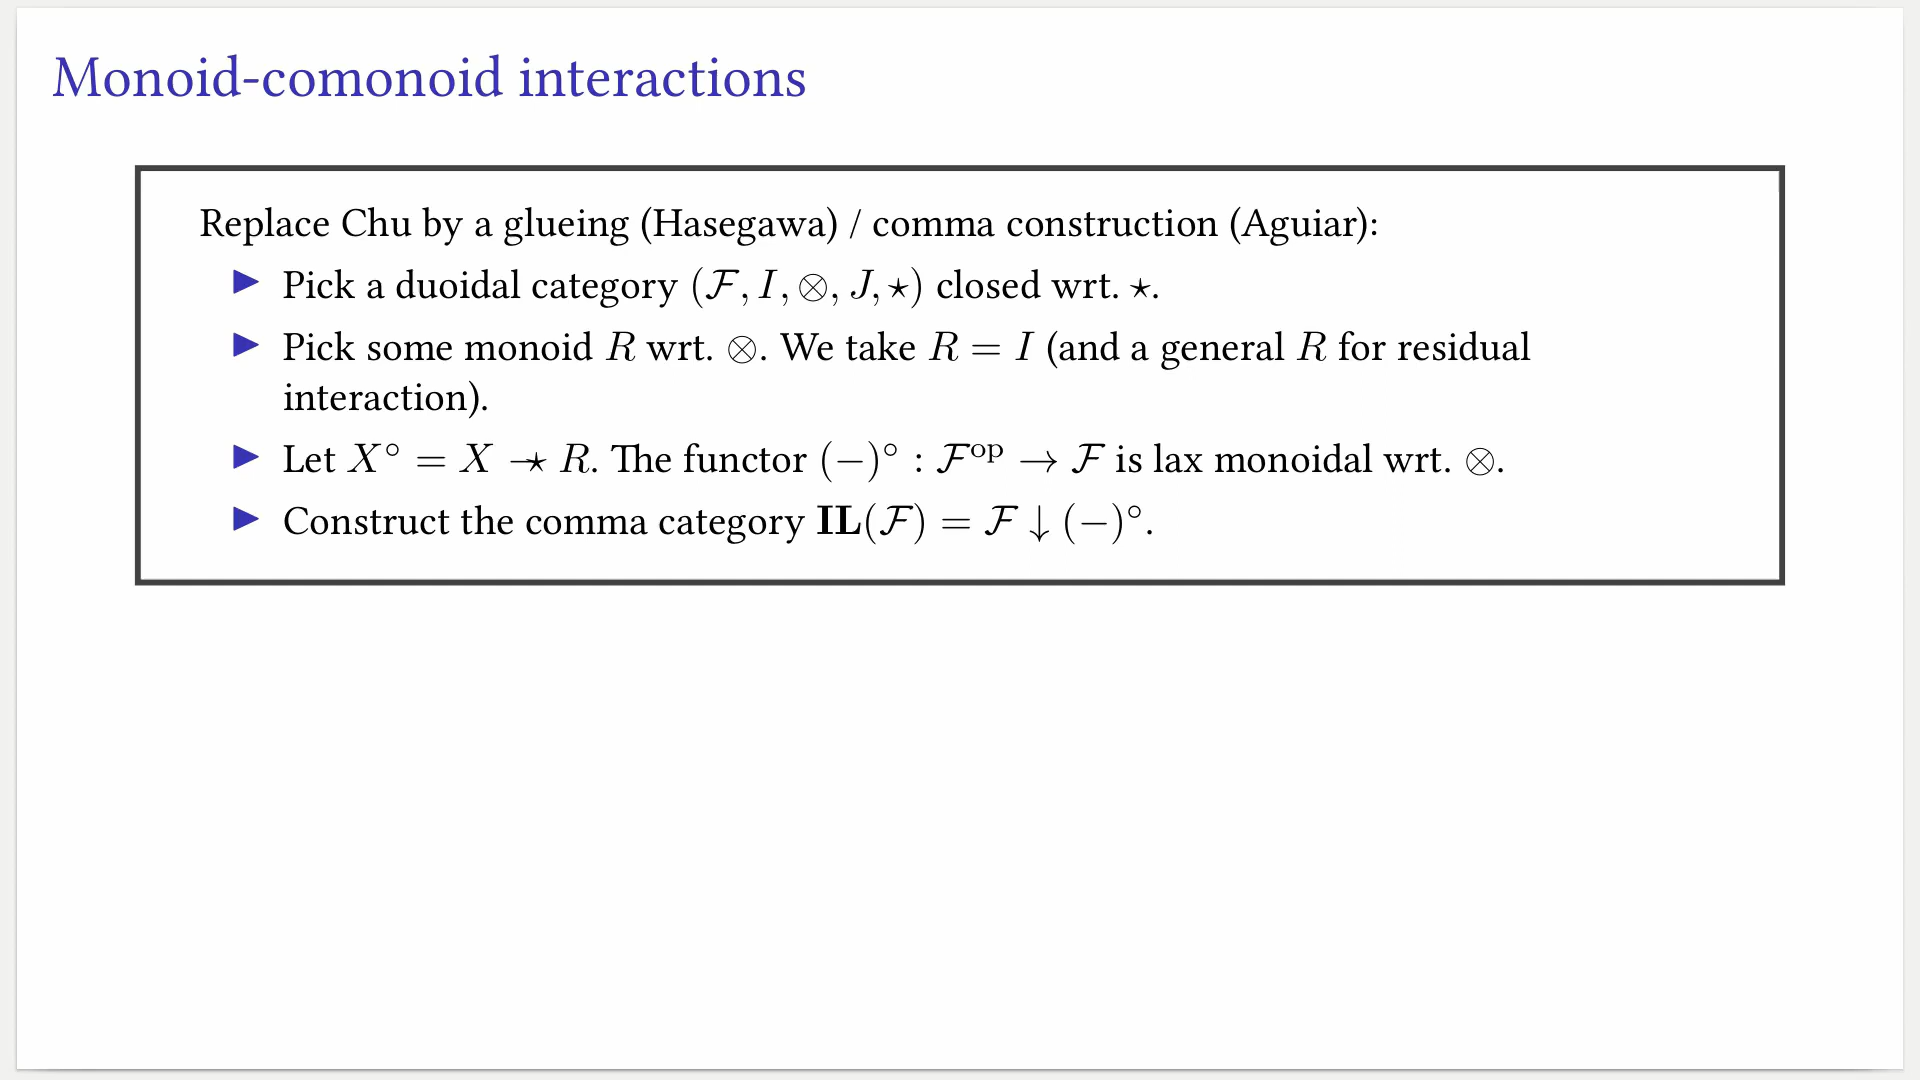 Monoid-comonoid interactions
Replace Chu by a glueing (Hasegawa) / comma construction (Aguiar):
▶ Pick a duoidal category (ℱ, I, ⊗, J, ⋆) closed wrt. ⋆.
▶ Pick some monoid R wrt. ⊗. We take R = I (and a general R for residual
interaction).
▶ Let X° = X −⋆ R. The functor (−)° : ℱᵒᵖ → ℱ is lax monoidal wrt. ⊗.
▶ Construct the comma category IL(ℱ) = ℱ ↓ (−)°.